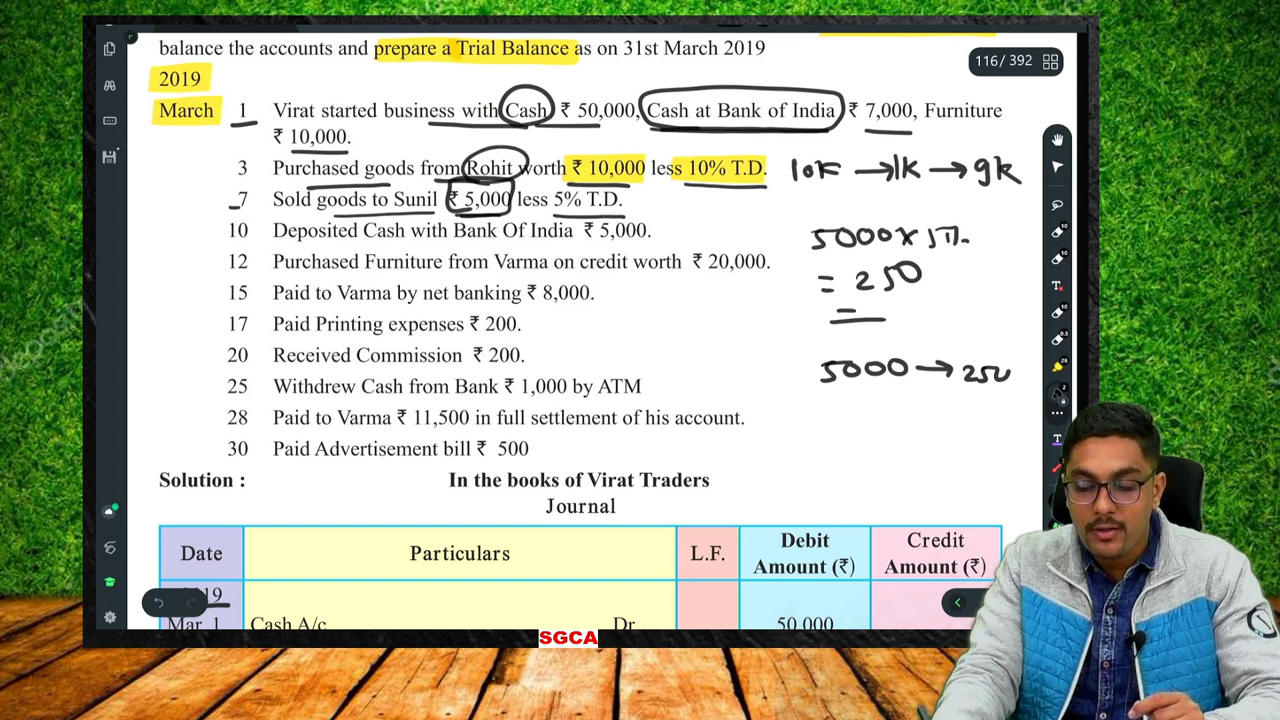 balance the accounts and prepare a Trial Balance as on 31st March 2019
116 / 392
2019
March 1 Virat started business with Cash ₹ 50,000, Cash at Bank of India ₹ 7,000, Furniture
₹ 10,000.
3 Purchased goods from Rohit worth ₹ 10,000 less 10% T.D.
10K → 1K → 9K
7 Sold goods to Sunil ₹ 5,000 less 5% T.D.
10 Deposited Cash with Bank Of India ₹ 5,000.
5000 x 5%
12 Purchased Furniture from Varma on credit worth ₹ 20,000.
= 250
15 Paid to Varma by net banking ₹ 8,000.
17 Paid Printing expenses ₹ 200.
20 Received Commission ₹ 200.
5000 → 250
25 Withdrew Cash from Bank ₹ 1,000 by ATM
28 Paid to Varma ₹ 11,500 in full settlement of his account.
30 Paid Advertisement bill ₹ 500
Solution : In the books of Virat Traders
Journal
Date Particulars L.F. Debit Amount (₹) Credit Amount (₹)
Mar. 1 Cash A/c Dr 50,000
SGCA